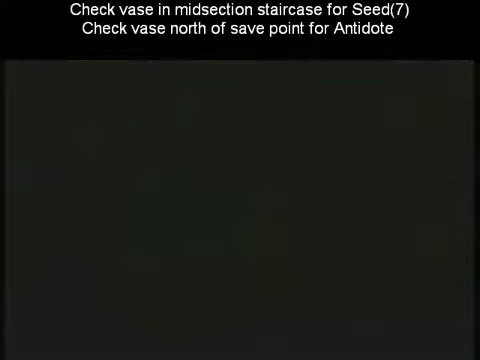 Check vase in midsection staircase for Seed(7)
Check vase north of save point for Antidote